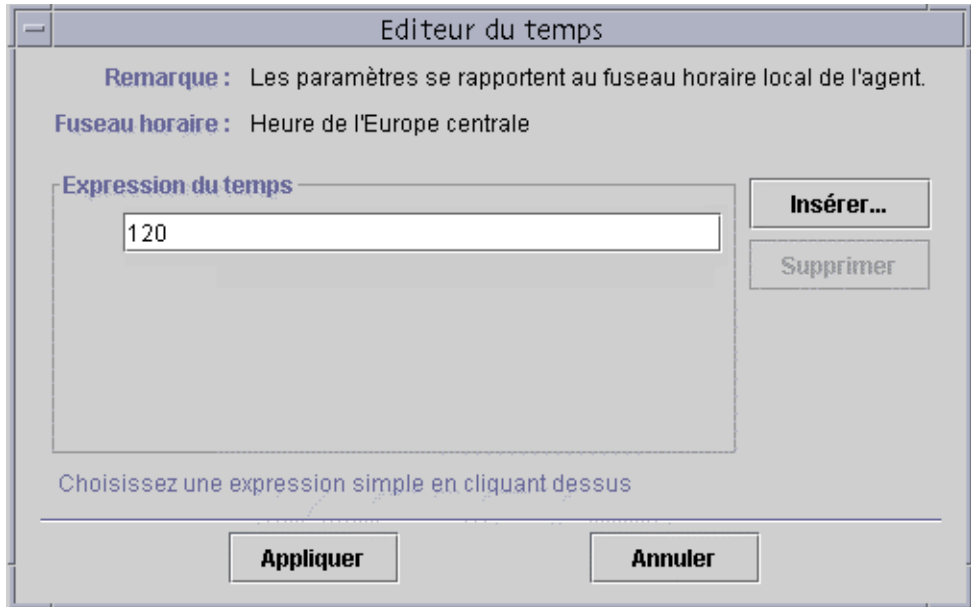 Editeur du temps
Remarque : Les paramètres se rapportent au fuseau horaire local de l'agent.
Fuseau horaire : Heure de l'Europe centrale
Expression du temps
Insérer...
120
Supprimer
Choisissez une expression simple en cliquant dessus
Appliquer
Annuler